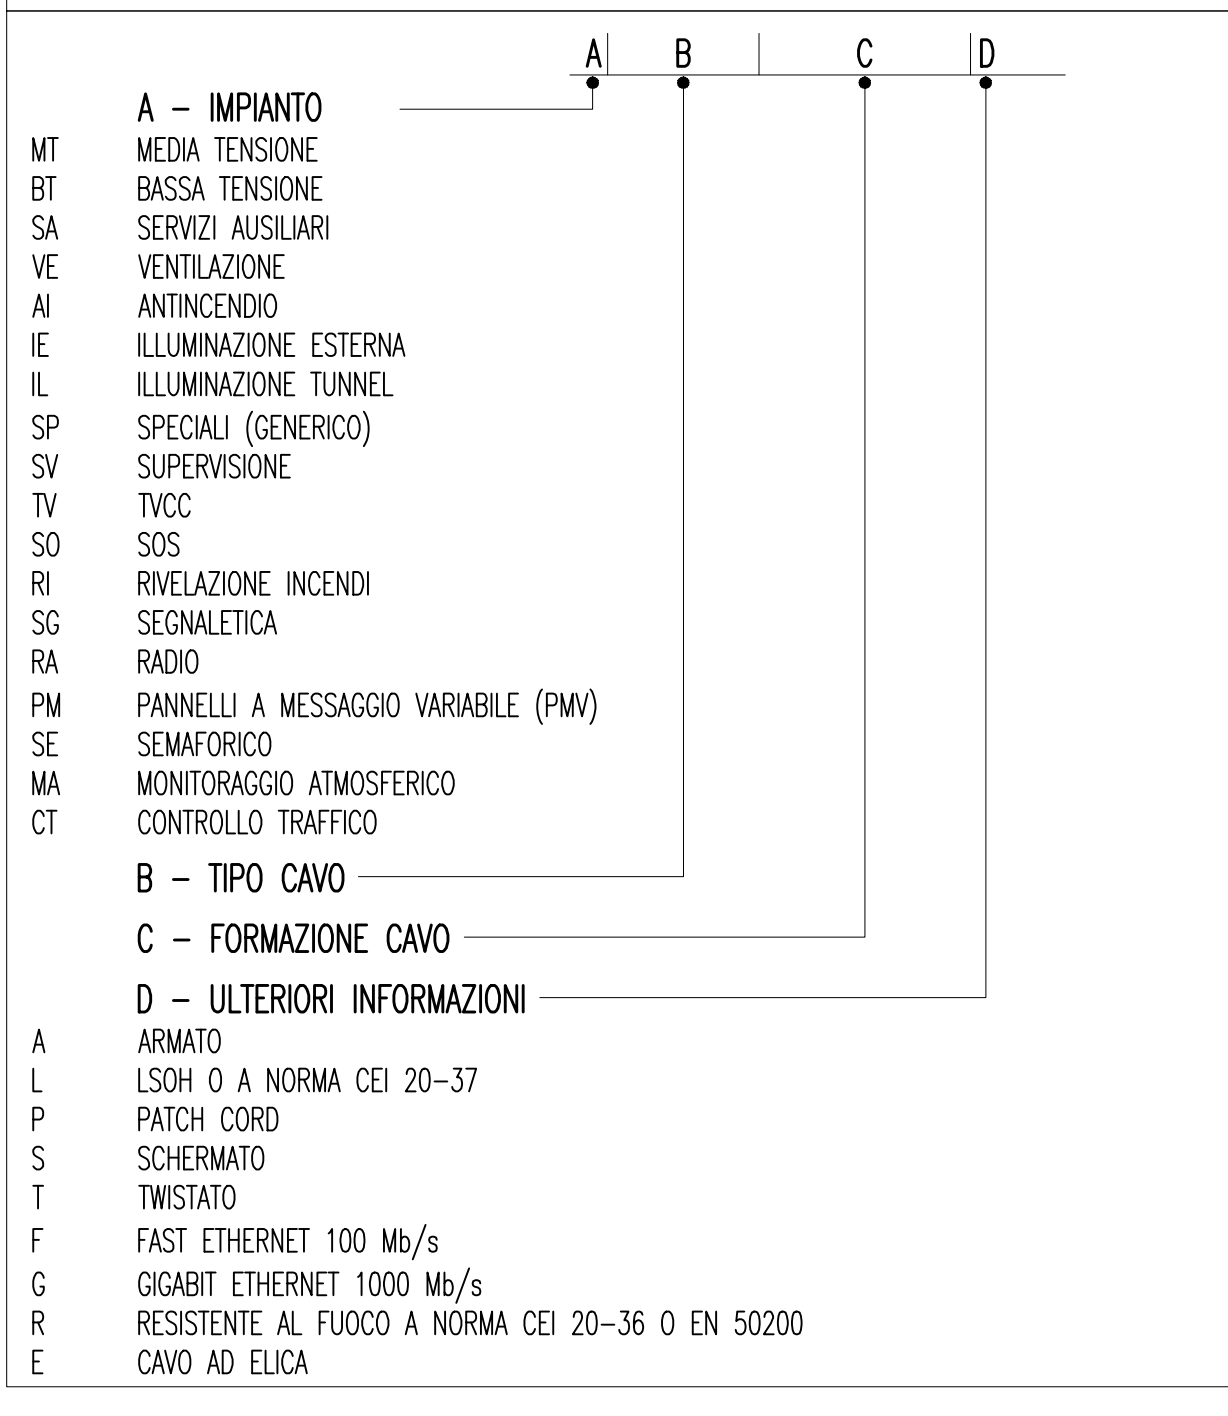 A B C D
A – IMPIANTO
MT MEDIA TENSIONE
BT BASSA TENSIONE
SA SERVIZI AUSILIARI
VE VENTILAZIONE
AI ANTINCENDIO
IE ILLUMINAZIONE ESTERNA
IL ILLUMINAZIONE TUNNEL
SP SPECIALI (GENERICO)
SV SUPERVISIONE
TV TVCC
SO SOS
RI RIVELAZIONE INCENDI
SG SEGNALETICA
RA RADIO
PM PANNELLI A MESSAGGIO VARIABILE (PMV)
SE SEMAFORICO
MA MONITORAGGIO ATMOSFERICO
CT CONTROLLO TRAFFICO
B – TIPO CAVO
C – FORMAZIONE CAVO
D – ULTERIORI INFORMAZIONI
A ARMATO
L LSOH O A NORMA CEI 20–37
P PATCH CORD
S SCHERMATO
T TWISTATO
F FAST ETHERNET 100 Mb/s
G GIGABIT ETHERNET 1000 Mb/s
R RESISTENTE AL FUOCO A NORMA CEI 20–36 O EN 50200
E CAVO AD ELICA